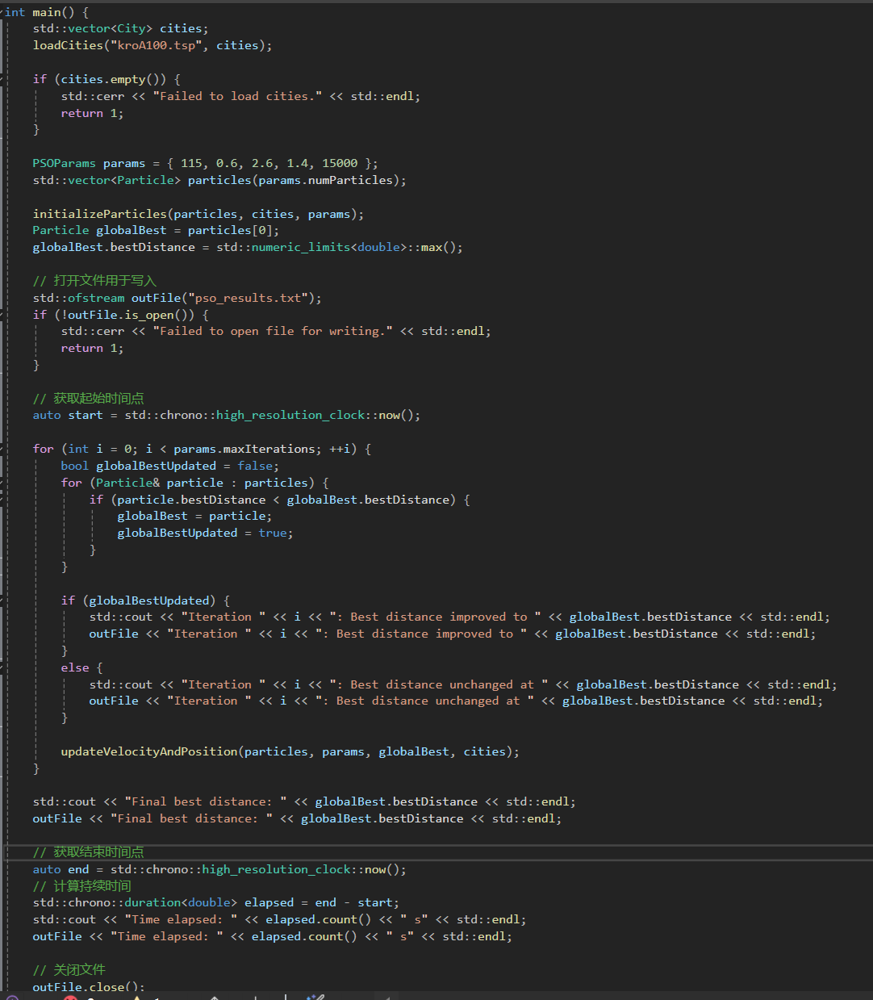 int main() {
std::vector<City> cities;
loadCities("kroA100.tsp", cities);
if (cities.empty()) {
std::cerr << "Failed to load cities." << std::endl;
return 1;
}
PSOParams params = { 115, 0.6, 2.6, 1.4, 15000 };
std::vector<Particle> particles(params.numParticles);
initializeParticles(particles, cities, params);
Particle globalBest = particles[0];
globalBest.bestDistance = std::numeric_limits<double>::max();
// 打开文件用于写入
std::ofstream outFile("pso_results.txt");
if (!outFile.is_open()) {
std::cerr << "Failed to open file for writing." << std::endl;
return 1;
}
// 获取起始时间点
auto start = std::chrono::high_resolution_clock::now();
for (int i = 0; i < params.maxIterations; ++i) {
bool globalBestUpdated = false;
for (Particle& particle : particles) {
if (particle.bestDistance < globalBest.bestDistance) {
globalBest = particle;
globalBestUpdated = true;
}
}
if (globalBestUpdated) {
std::cout << "Iteration " << i << ": Best distance improved to " << globalBest.bestDistance << std::endl;
outFile << "Iteration " << i << ": Best distance improved to " << globalBest.bestDistance << std::endl;
}
else {
std::cout << "Iteration " << i << ": Best distance unchanged at " << globalBest.bestDistance << std::endl;
outFile << "Iteration " << i << ": Best distance unchanged at " << globalBest.bestDistance << std::endl;
}
updateVelocityAndPosition(particles, params, globalBest, cities);
}
std::cout << "Final best distance: " << globalBest.bestDistance << std::endl;
outFile << "Final best distance: " << globalBest.bestDistance << std::endl;
// 获取结束时间点
auto end = std::chrono::high_resolution_clock::now();
// 计算持续时间
std::chrono::duration<double> elapsed = end - start;
std::cout << "Time elapsed: " << elapsed.count() << " s" << std::endl;
outFile << "Time elapsed: " << elapsed.count() << " s" << std::endl;
// 关闭文件
outFile.close();